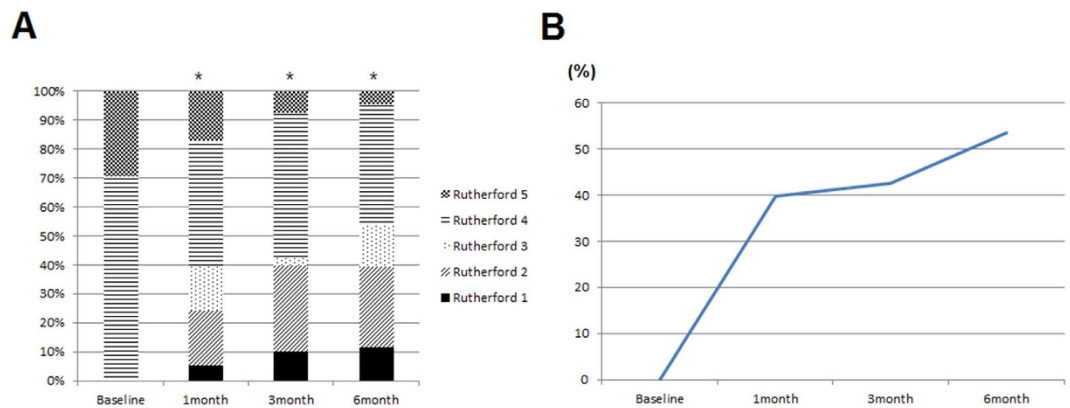 A
* * *
100%
90%
80%
70%
60%
50%
40%
30%
20%
10%
0%
Baseline 1month 3month 6month
Rutherford 5
Rutherford 4
Rutherford 3
Rutherford 2
Rutherford 1
B
(%)
60
50
40
30
20
10
0
Baseline 1month 3month 6month